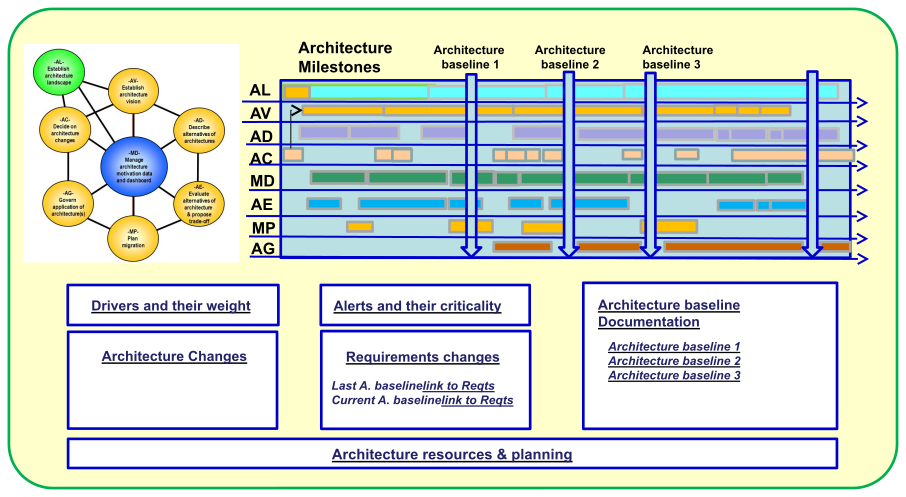 -AL-
Establish
architecture
landscape
-AV-
Establish
architecture
vision
-AC-
Decide on
architecture
changes
-AD-
Describe
alternatives of
architectures
-MD-
Manage
architecture
motivation data
and dashboard
-AG-
Govern
application of
architecture(s)
-AE-
Evaluate
alternatives of
architecture
& propose
trade-off
-MP-
Plan
migration
Architecture
Milestones
Architecture
baseline 1
Architecture
baseline 2
Architecture
baseline 3
AL
AV
AD
AC
MD
AE
MP
AG
Drivers and their weight
Alerts and their criticality
Architecture baseline
Documentation
Architecture baseline 1
Architecture baseline 2
Architecture baseline 3
Architecture Changes
Requirements changes
Last A. baselinelink to Reqts
Current A. baselinelink to Reqts
Architecture resources & planning